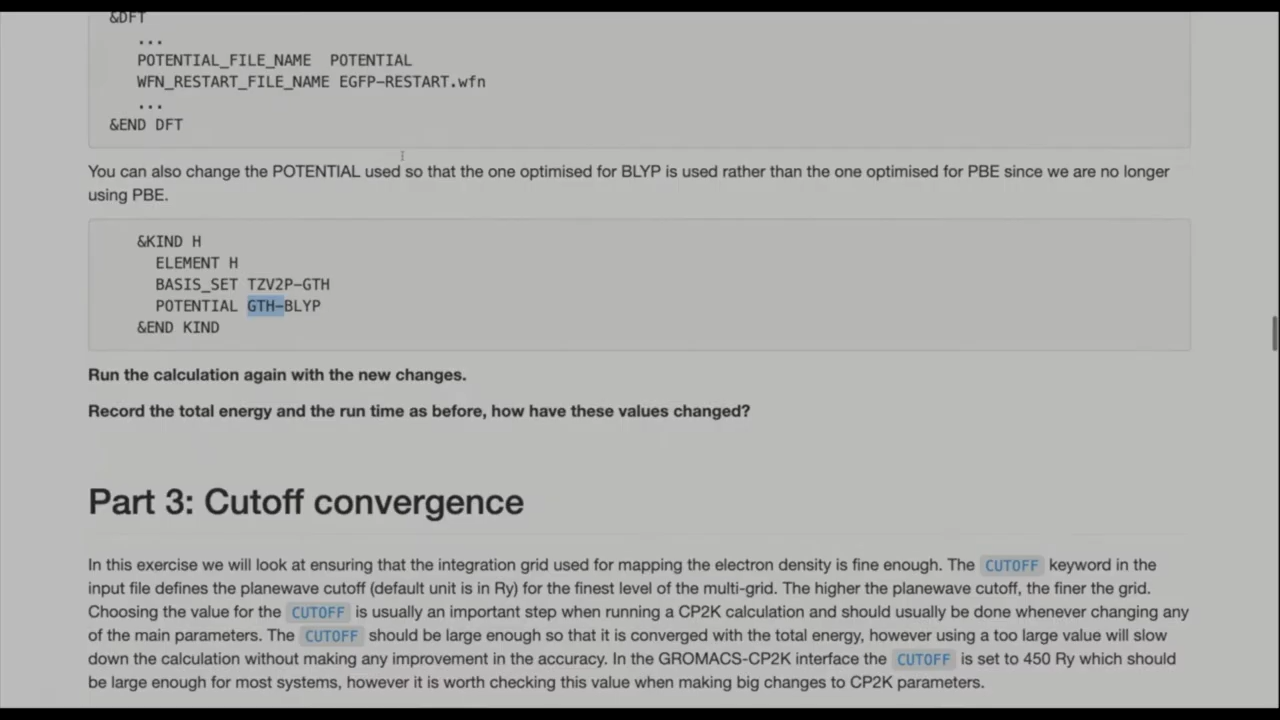 &DFT
...
POTENTIAL_FILE_NAME  POTENTIAL
WFN_RESTART_FILE_NAME EGFP-RESTART.wfn
...
&END DFT
You can also change the POTENTIAL used so that the one optimised for BLYP is used rather than the one optimised for PBE since we are no longer
using PBE.
&KIND H
ELEMENT H
BASIS_SET TZV2P-GTH
POTENTIAL GTH-BLYP
&END KIND
Run the calculation again with the new changes.
Record the total energy and the run time as before, how have these values changed?
Part 3: Cutoff convergence
In this exercise we will look at ensuring that the integration grid used for mapping the electron density is fine enough. The CUTOFF keyword in the
input file defines the planewave cutoff (default unit is in Ry) for the finest level of the multi-grid. The higher the planewave cutoff, the finer the grid.
Choosing the value for the CUTOFF is usually an important step when running a CP2K calculation and should usually be done whenever changing any
of the main parameters. The CUTOFF should be large enough so that it is converged with the total energy, however using a too large value will slow
down the calculation without making any improvement in the accuracy. In the GROMACS-CP2K interface the CUTOFF is set to 450 Ry which should
be large enough for most systems, however it is worth checking this value when making big changes to CP2K parameters.